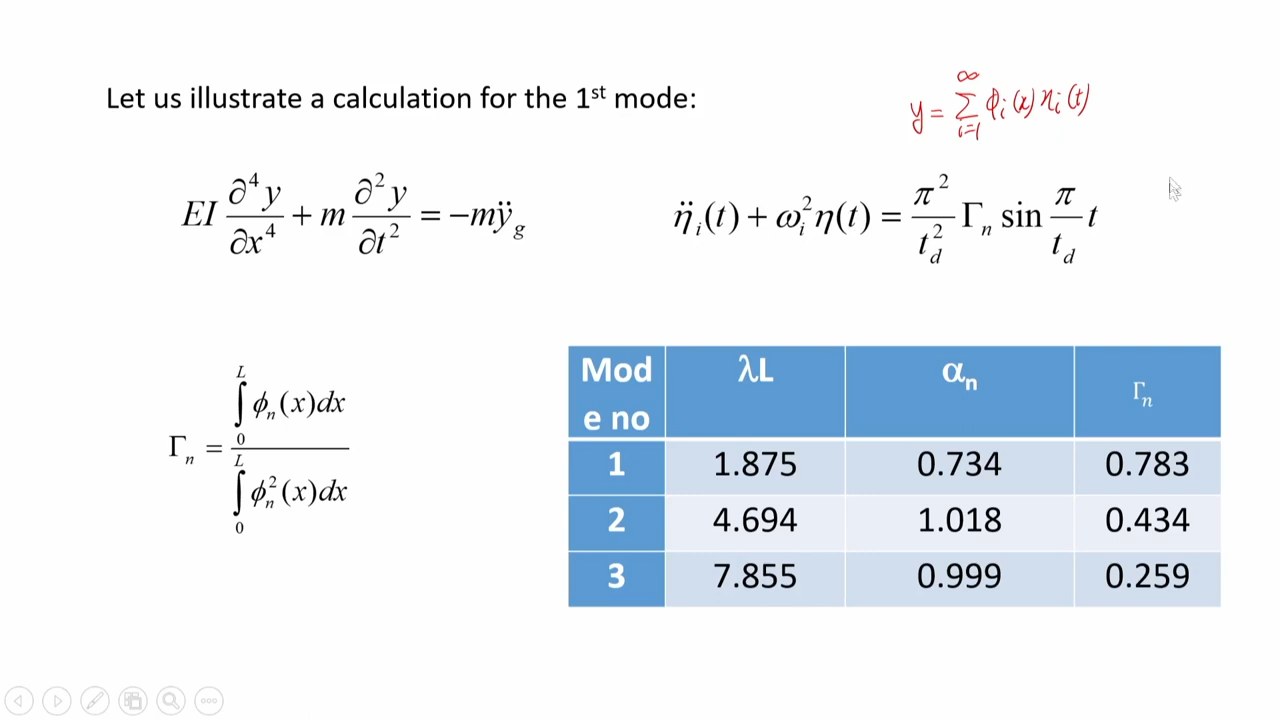 Let us illustrate a calculation for the 1st mode:
y = ∑_{i=1}^{∞} ϕ_i(x) η_i(t)
EI ∂⁴y/∂x⁴ + m ∂²y/∂t² = −mÿ_g
η̈_i(t) + ω_i² η(t) = π²/t_d² Γ_n sin π/t_d t
Γ_n = ∫_0^L ϕ_n(x)dx / ∫_0^L ϕ_n²(x)dx
Mode no λL α_n Γ_n
1 1.875 0.734 0.783
2 4.694 1.018 0.434
3 7.855 0.999 0.259